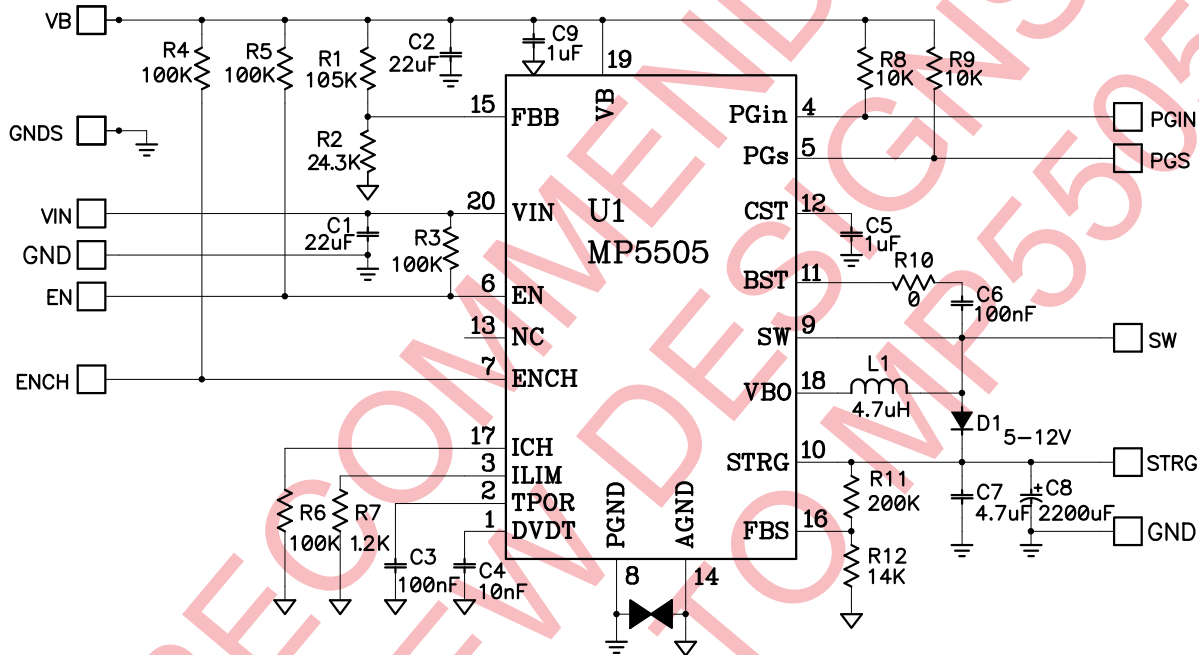 VB
R4
100K
R5
100K
R1
105K
C2
22uF
C9
1uF
19
VB
R8
10K
R9
10K
GNDS
15
FBB
PGin
4
PGIN
R2
24.3K
PGs
5
PGS
VIN
20
VIN
U1
MP5505
CST
12
C5
1uF
C1
22uF
R3
100K
GND
BST
11
R10
0
C6
100nF
EN
6
EN
13
NC
SW
9
SW
ENCH
7
ENCH
VBO
18
L1
4.7uH
D1
5-12V
17
ICH
STRG
10
STRG
3
ILIM
2
TPOR
1
DVDT
R6
100K
R7
1.2K
C3
100nF
C4
10nF
PGND
AGND
8
14
FBS
16
R11
200K
R12
14K
C7
4.7uF
+
C8
2200uF
GND
RECOMMEND
NEW DESIGNS
TO MP5505